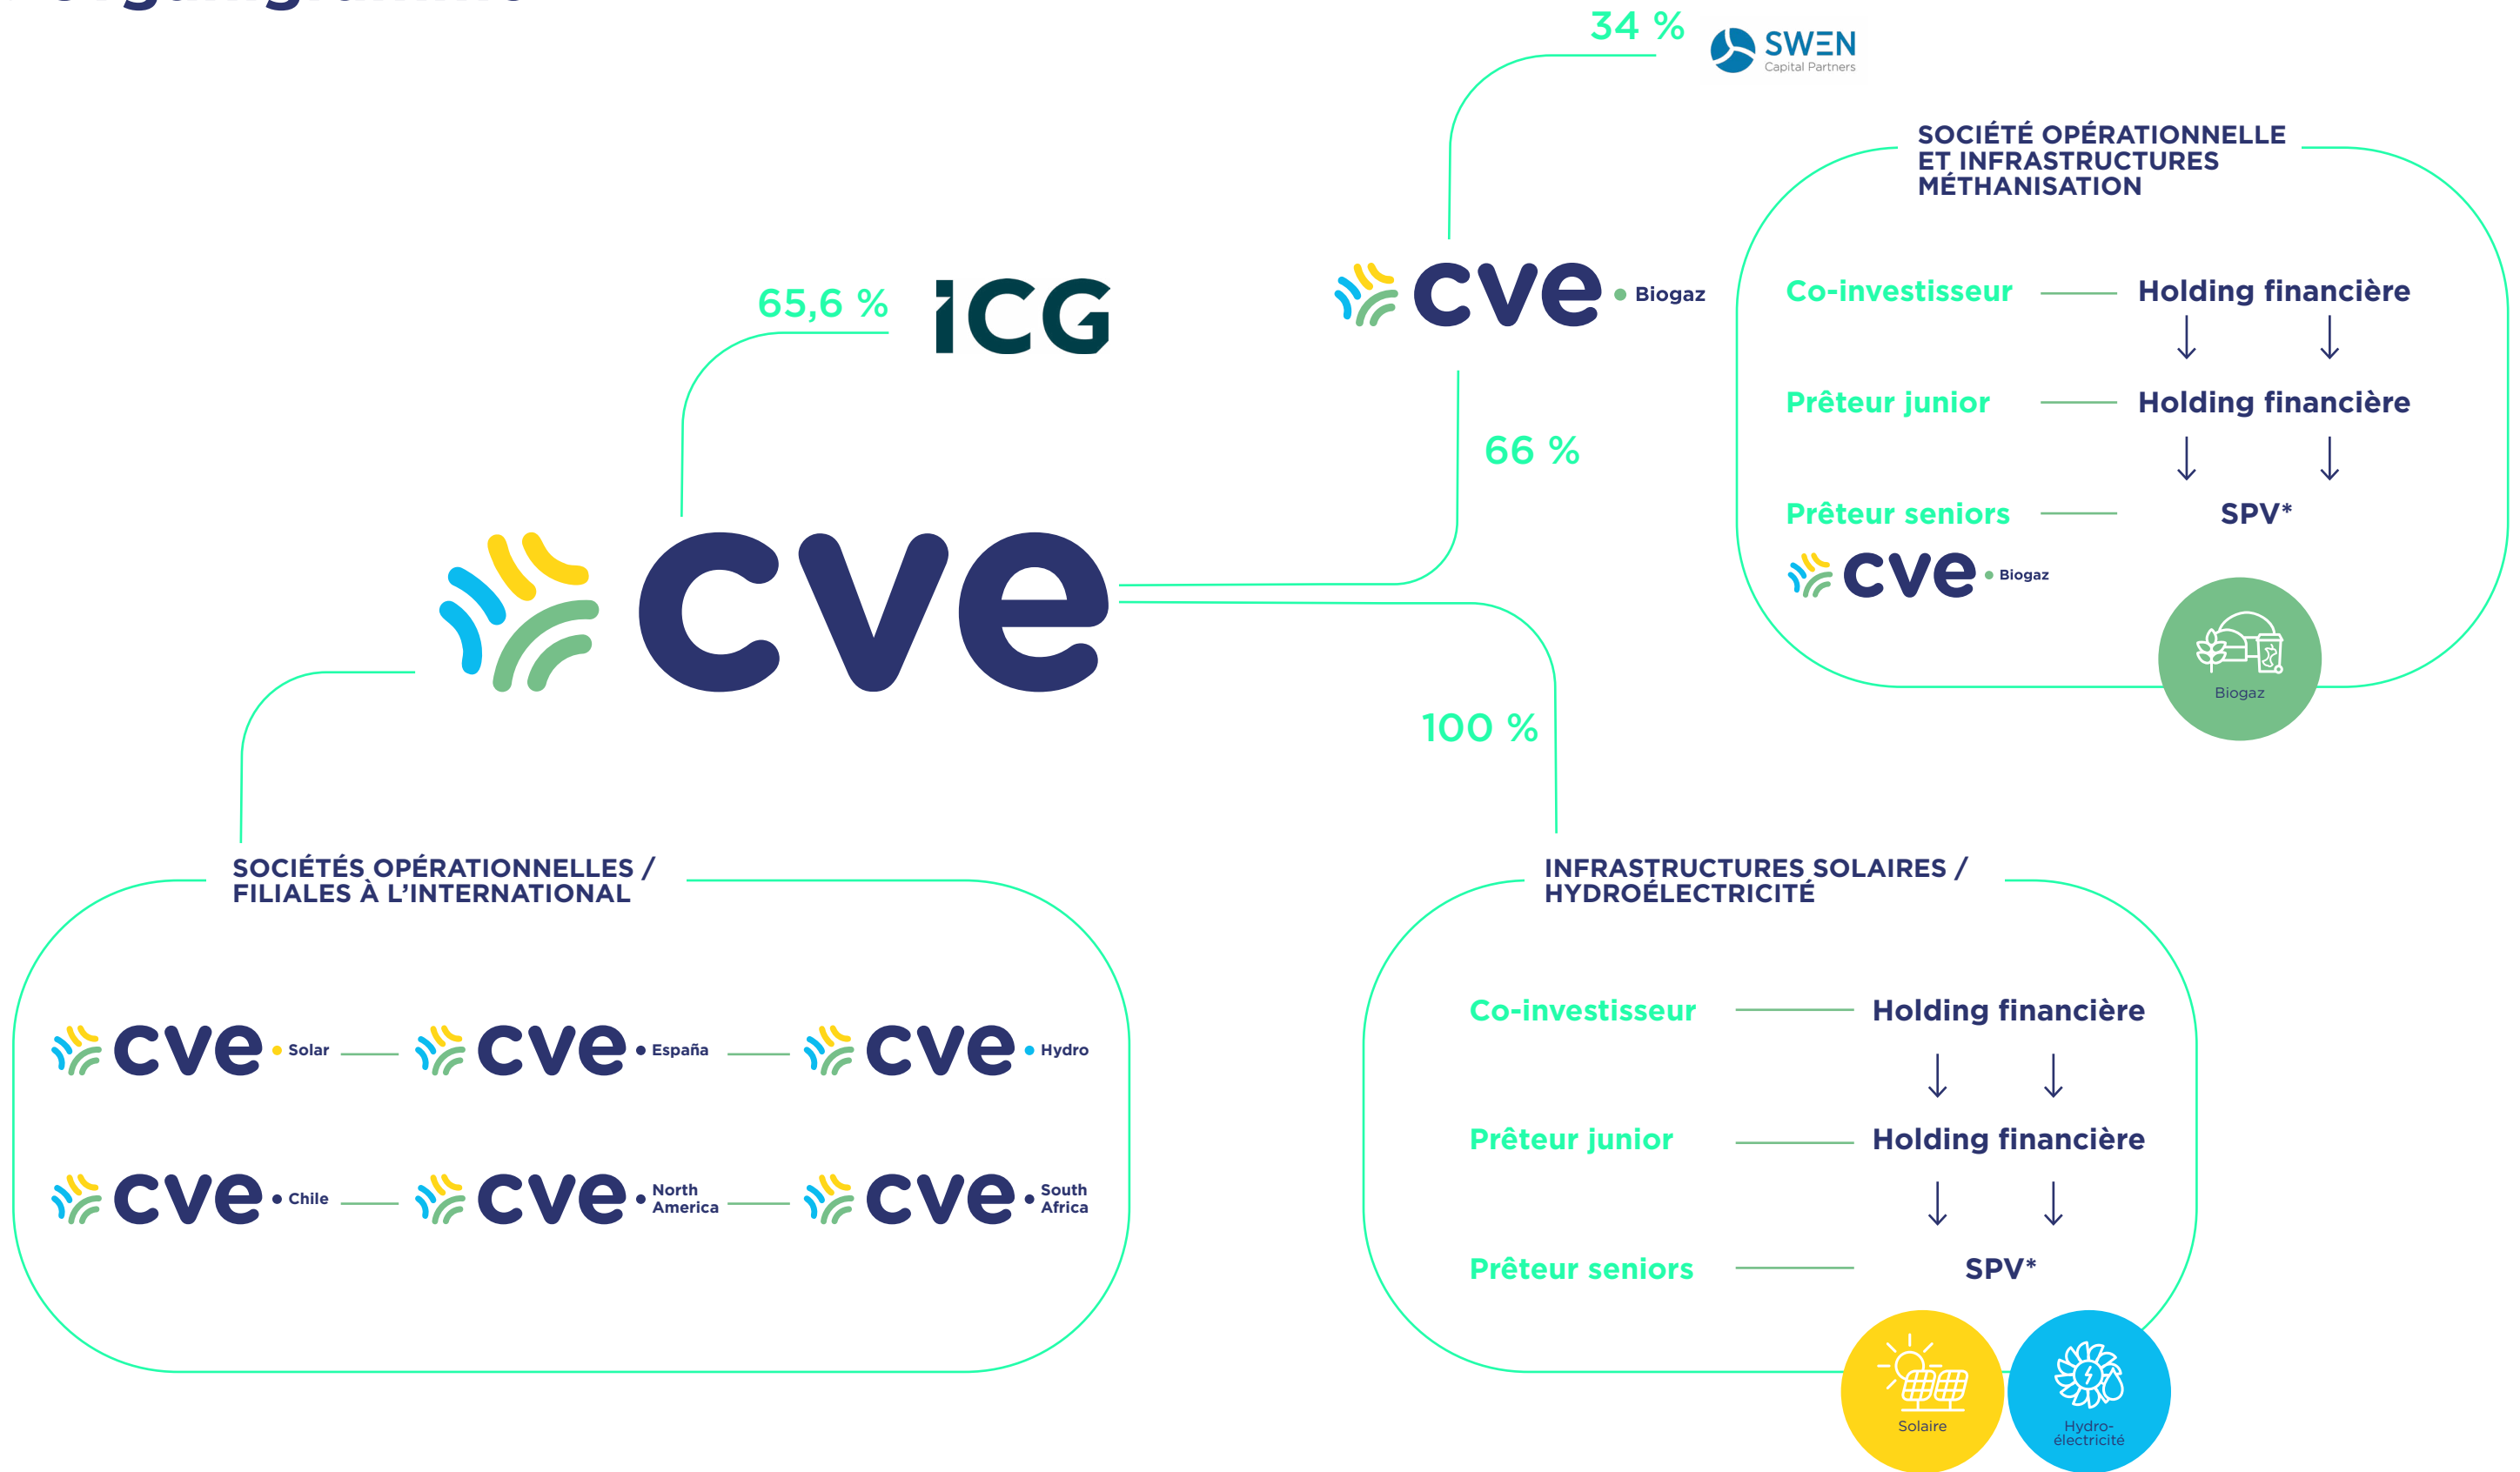 34 %
SWEN
Capital Partners
SOCIÉTÉ OPÉRATIONNELLE
ET INFRASTRUCTURES
MÉTHANISATION
65,6 %
iCG
cve • Biogaz
Co-investisseur
Holding financière
Prêteur junior
Holding financière
66 %
Prêteur seniors
SPV*
cve • Biogaz
Biogaz
cve
100 %
SOCIÉTÉS OPÉRATIONNELLES /
FILIALES À L’INTERNATIONAL
cve • Solar
cve • España
cve • Hydro
cve • Chile
cve • North
America
cve • South
Africa
INFRASTRUCTURES SOLAIRES /
HYDROÉLECTRICITÉ
Co-investisseur
Holding financière
Prêteur junior
Holding financière
Prêteur seniors
SPV*
Solaire
Hydro-
électricité